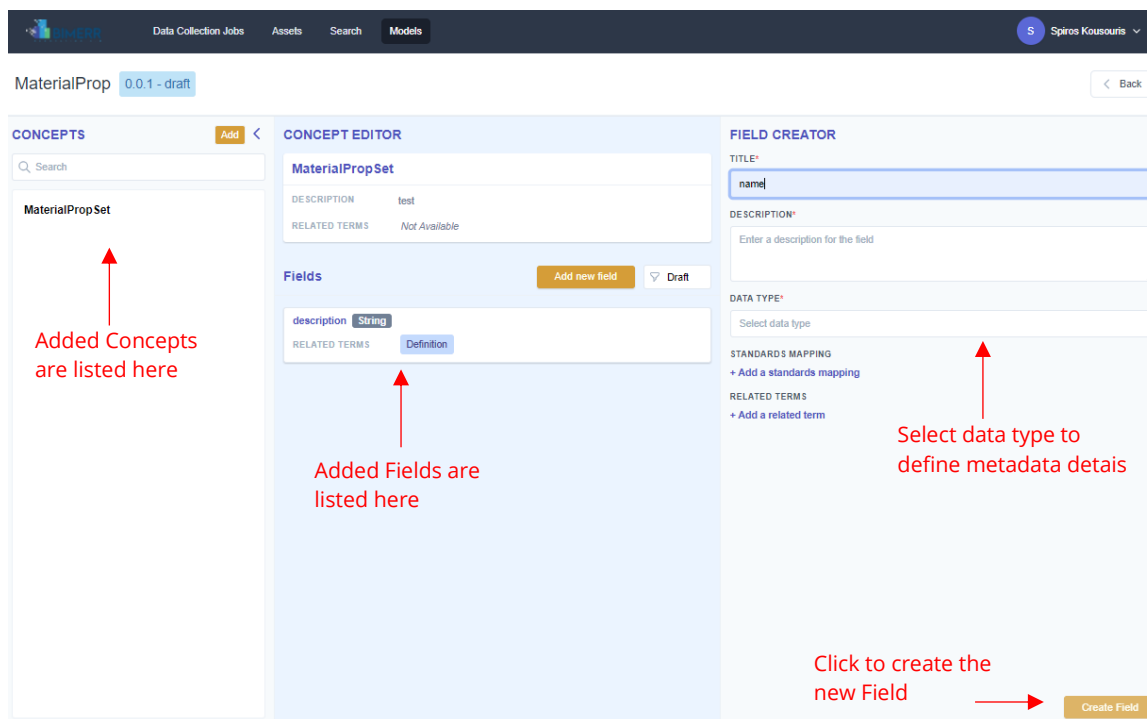 Data Collection Jobs Assets Search Models S Spiros Kousouris
MaterialProp 0.0.1 - draft Back
CONCEPTS Add
Search
MaterialPropSet
Added Concepts
are listed here
CONCEPT EDITOR
MaterialPropSet
DESCRIPTION test
RELATED TERMS Not Available
Fields Add new field Draft
description String
RELATED TERMS Definition
Added Fields are
listed here
FIELD CREATOR
TITLE*
name
DESCRIPTION*
Enter a description for the field
DATA TYPE*
Select data type
STANDARDS MAPPING
+ Add a standards mapping
RELATED TERMS
+ Add a related term
Select data type to
define metadata detais
Click to create the
new Field
Create Field